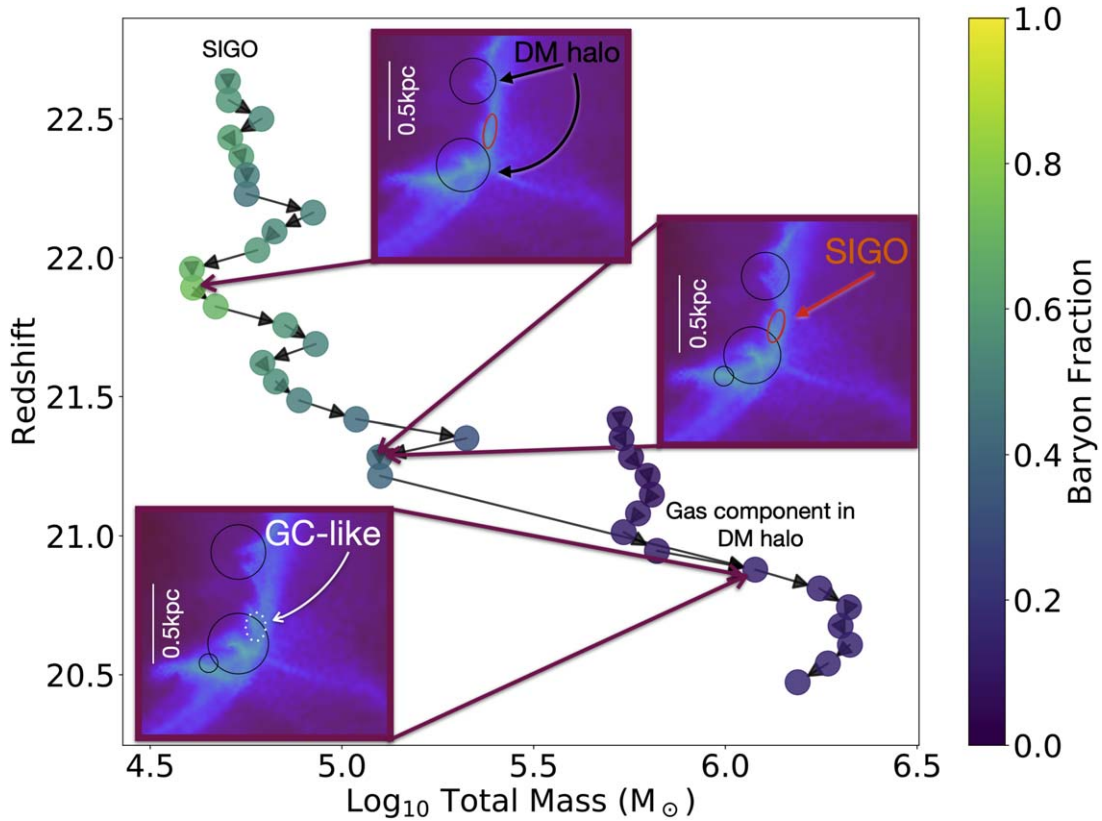 SIGO
DM halo
0.5kpc
SIGO
0.5kpc
Gas component in
DM halo
GC-like
0.5kpc
Redshift
22.5
22.0
21.5
21.0
20.5
4.5
5.0
5.5
6.0
6.5
Log₁₀ Total Mass (M⊙)
1.0
0.8
0.6
0.4
0.2
0.0
Baryon Fraction